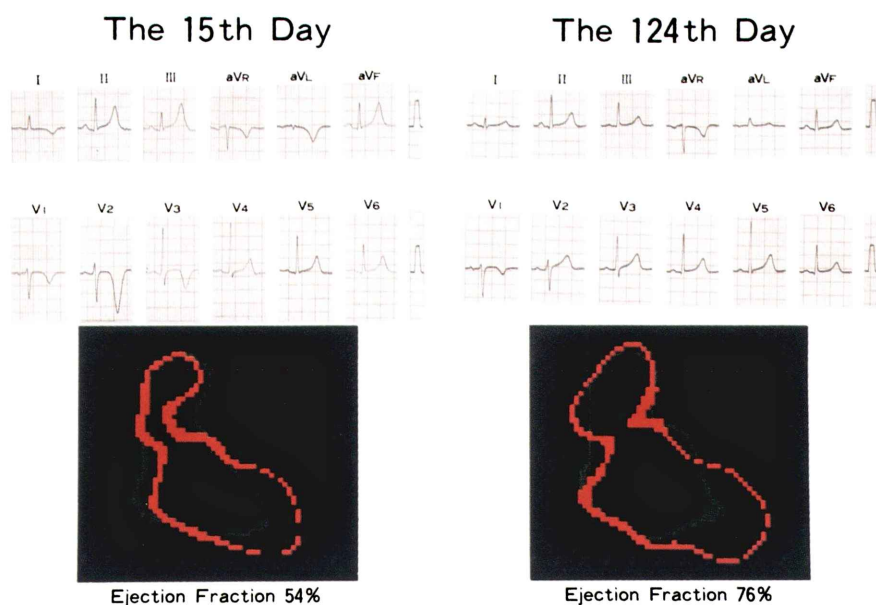 The 15th Day
The 124th Day
I II III aVR aVL aVF
I II III aVR aVL aVF
V1 V2 V3 V4 V5 V6
V1 V2 V3 V4 V5 V6
Ejection Fraction 54%
Ejection Fraction 76%